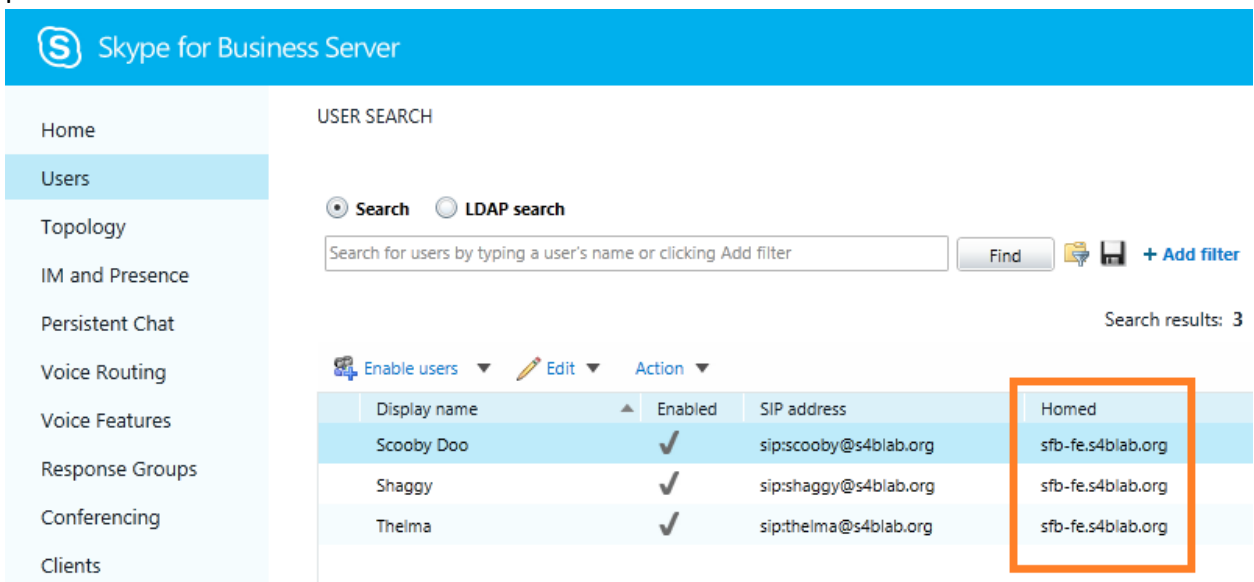 Skype for Business Server
Home
Users
Topology
IM and Presence
Persistent Chat
Voice Routing
Voice Features
Response Groups
Conferencing
Clients
USER SEARCH
Search LDAP search
Search for users by typing a user's name or clicking Add filter Find + Add filter
Search results: 3
Enable users Edit Action
Display name Enabled SIP address Homed
Scooby Doo sip:scooby@s4blab.org sfb-fe.s4blab.org
Shaggy sip:shaggy@s4blab.org sfb-fe.s4blab.org
Thelma sip:thelma@s4blab.org sfb-fe.s4blab.org